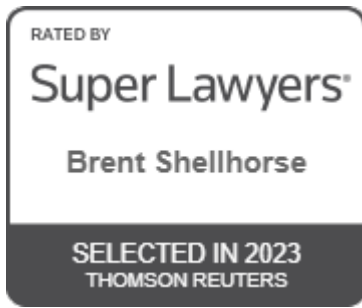 RATED BY
Super Lawyers®
Brent Shellhorse
SELECTED IN 2023
THOMSON REUTERS